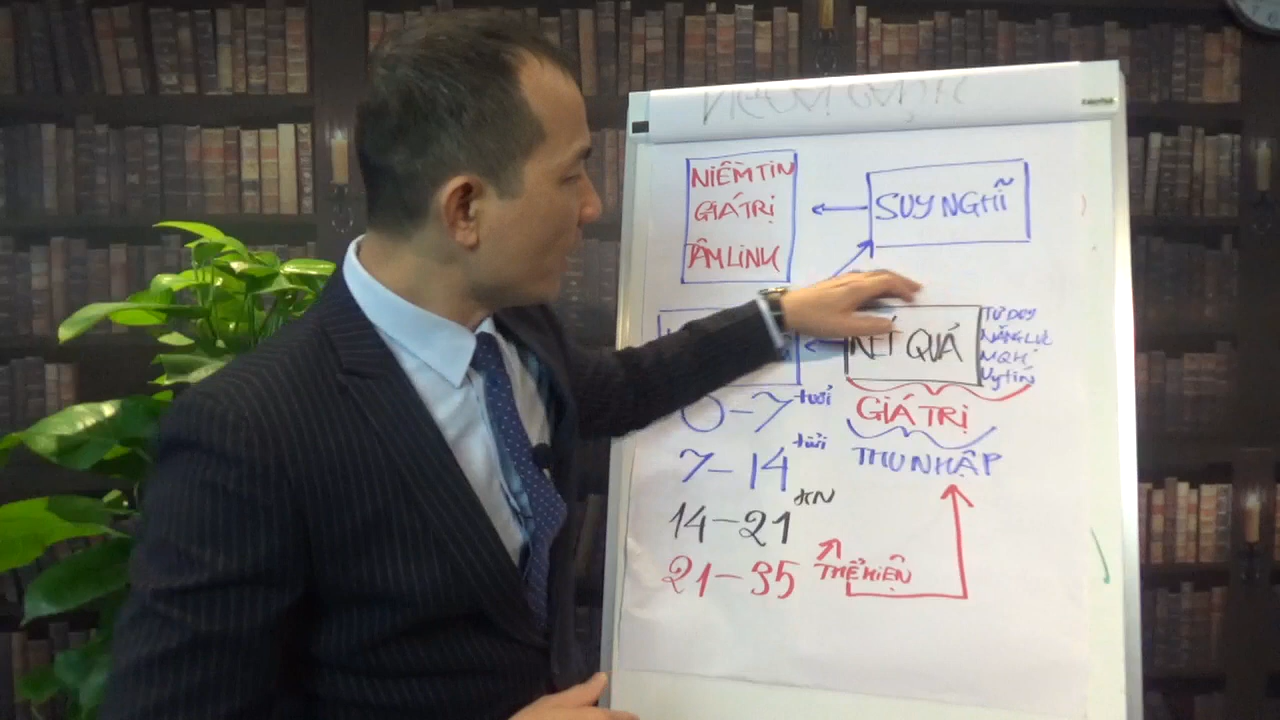 NIỀM TIN
GIÁ TRỊ
TÂM LINH
SUY NGHĨ
KẾT QUẢ
TƯ DUY
NĂNG LỰC
MQH
Uy tín
GIÁ TRỊ
THU NHẬP
0-7 tuổi
7-14 tuổi
14-21
21-35 THỂ HIỆN